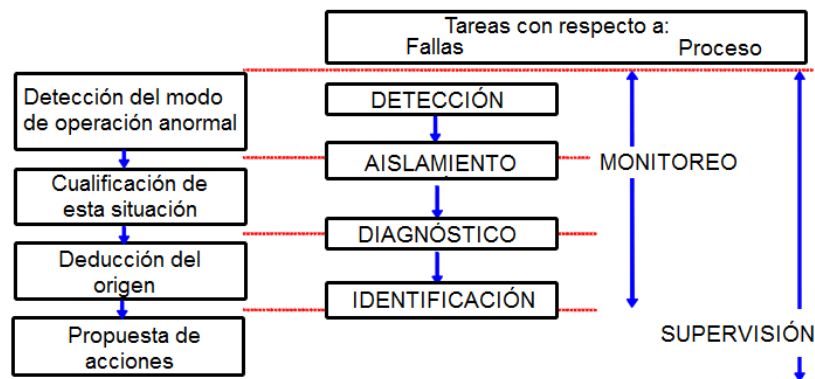 Tareas con respecto a:
Fallas Proceso
Detección del modo
de operación anormal
Cualificación de
esta situación
Deducción del
origen
Propuesta de
acciones
DETECCIÓN
AISLAMIENTO
DIAGNÓSTICO
IDENTIFICACIÓN
MONITOREO
SUPERVISIÓN